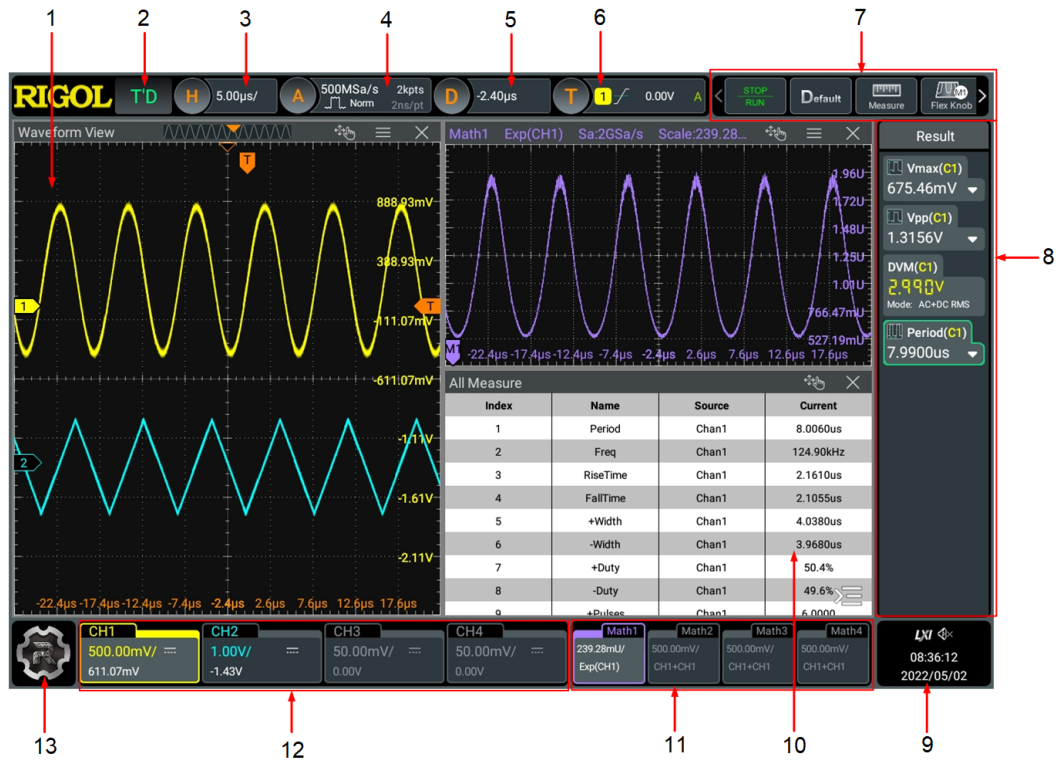 1 2 3 4 5 6 7
RIGOL T'D H 5.00µs/ A 500MSa/s 2kpts Norm 2ns/pt D -2.40µs T 1 0.00V A STOP RUN Default Measure Flex Knob M1
Waveform View
T
888.93mV
388.93mV
1 T
-111.07mV
-611.07mV
-1.11V
2
-1.61V
-2.11V
-22.4µs -17.4µs -12.4µs -7.4µs -2.4µs 2.6µs 7.6µs 12.6µs 17.6µs
Math1 Exp(CH1) Sa:2GSa/s Scale:239.28...
1.96U
1.72U
1.48U
1.25U
1.01U
766.47mU
527.19mU
M1
-22.4µs -17.4µs -12.4µs -7.4µs -2.4µs 2.6µs 7.6µs 12.6µs 17.6µs
All Measure
Index Name Source Current
1 Period Chan1 8.0060us
2 Freq Chan1 124.90kHz
3 RiseTime Chan1 2.1610us
4 FallTime Chan1 2.1055us
5 +Width Chan1 4.0380us
6 -Width Chan1 3.9680us
7 +Duty Chan1 50.4%
8 -Duty Chan1 49.6%
9 +Pulses Chan1 6.0000
Result
Vmax(C1)
675.46mV
Vpp(C1)
1.3156V
DVM(C1)
2.990V
Mode: AC+DC RMS
Period(C1)
7.9900us
8
R
CH1
500.00mV/
611.07mV
CH2
1.00V/
-1.43V
CH3
50.00mV/
0.00V
CH4
50.00mV/
0.00V
Math1
239.28mU/
Exp(CH1)
Math2
500.00mV/
CH1+CH1
Math3
500.00mV/
CH1+CH1
Math4
500.00mV/
CH1+CH1
LXI
08:36:12
2022/05/02
13 12 11 10 9